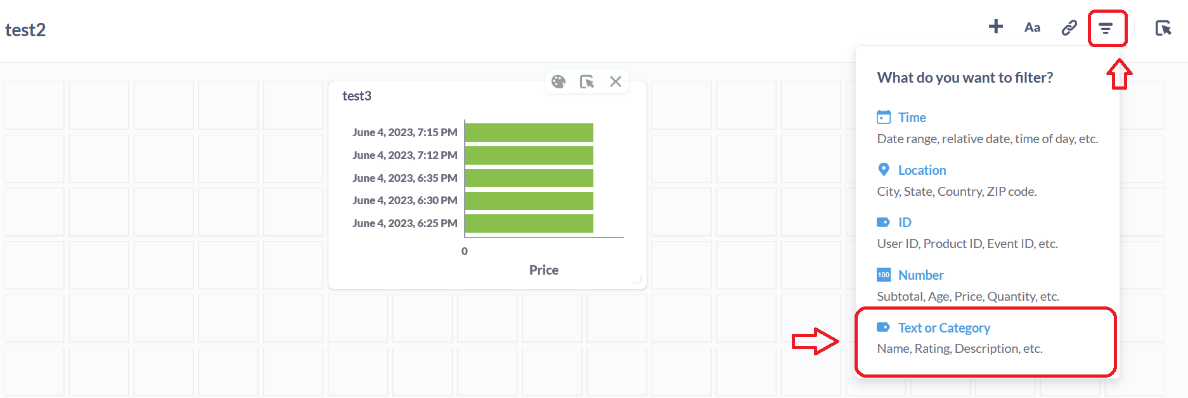 test2
Aa
What do you want to filter?
Time
Date range, relative date, time of day, etc.
Location
City, State, Country, ZIP code.
ID
User ID, Product ID, Event ID, etc.
100 Number
Subtotal, Age, Price, Quantity, etc.
Text or Category
Name, Rating, Description, etc.
test3
June 4, 2023, 7:15 PM
June 4, 2023, 7:12 PM
June 4, 2023, 6:35 PM
June 4, 2023, 6:30 PM
June 4, 2023, 6:25 PM
0
Price